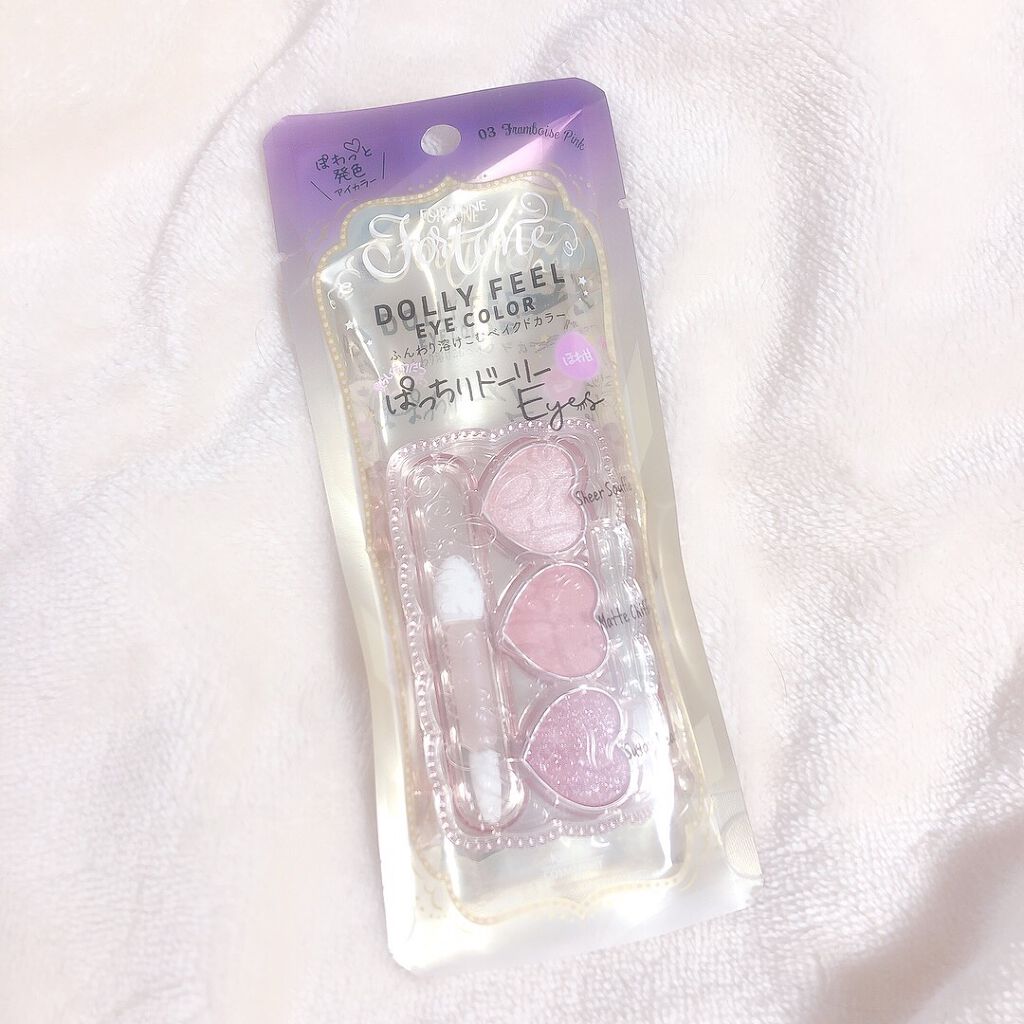 03 Framboise Pink
ぱわっと
発色
アイカラー
FORTUNE
Fortune
DOLLY FEEL
EYE COLOR
ふんわり溶けこむベイクドカラー
ぱっちりドーリー
Eyes
Sheer Souffle
Matte